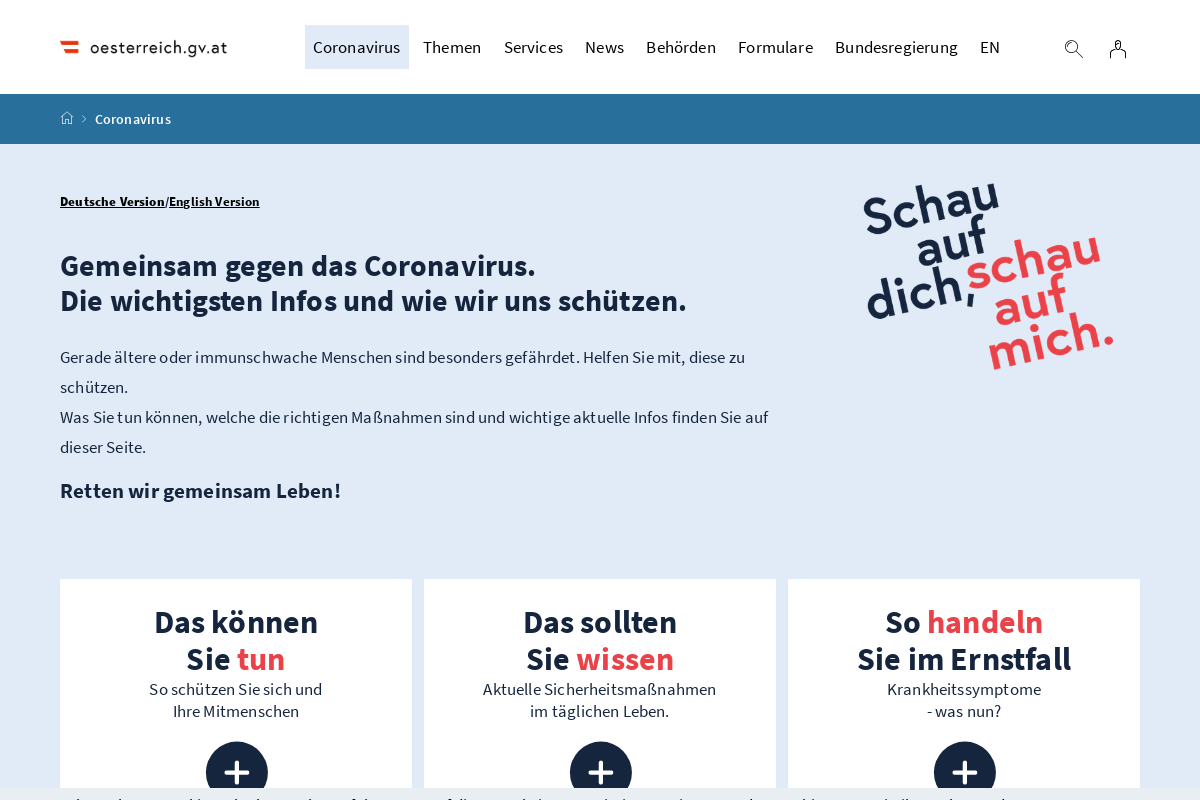 oesterreich.gv.at
Coronavirus Themen Services News Behörden Formulare Bundesregierung EN
Coronavirus
Deutsche Version/English Version
Schau
auf
dich, schau
auf
mich.
Gemeinsam gegen das Coronavirus.
Die wichtigsten Infos und wie wir uns schützen.
Gerade ältere oder immunschwache Menschen sind besonders gefährdet. Helfen Sie mit, diese zu
schützen.
Was Sie tun können, welche die richtigen Maßnahmen sind und wichtige aktuelle Infos finden Sie auf
dieser Seite.
Retten wir gemeinsam Leben!
Das können
Sie tun
So schützen Sie sich und
Ihre Mitmenschen
Das sollten
Sie wissen
Aktuelle Sicherheitsmaßnahmen
im täglichen Leben.
So handeln
Sie im Ernstfall
Krankheitssymptome
- was nun?